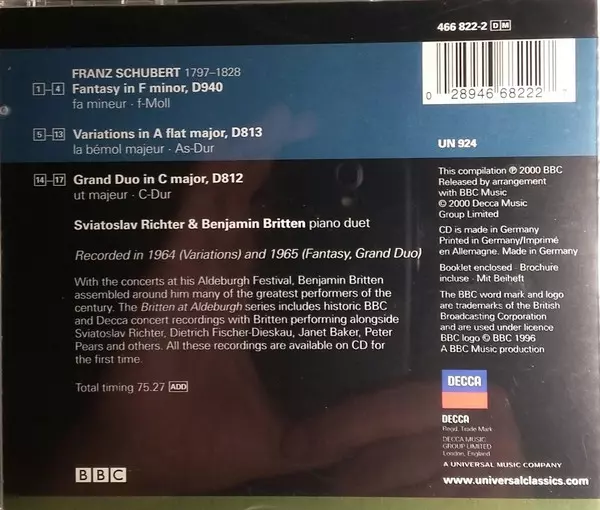 466 822-2 DM
FRANZ SCHUBERT 1797–1828
1–4 Fantasy in F minor, D940
fa mineur · f-Moll
5–13 Variations in A flat major, D813
la bémol majeur · As-Dur
14–17 Grand Duo in C major, D812
ut majeur · C-Dur
Sviatoslav Richter & Benjamin Britten piano duet
Recorded in 1964 (Variations) and 1965 (Fantasy, Grand Duo)
With the concerts at his Aldeburgh Festival, Benjamin Britten
assembled around him many of the greatest performers of the
century. The Britten at Aldeburgh series includes historic BBC
and Decca concert recordings with Britten performing alongside
Sviatoslav Richter, Dietrich Fischer-Dieskau, Janet Baker, Peter
Pears and others. All these recordings are available on CD for
the first time.
Total timing 75.27 ADD
BBC
0 28946 68222 7
UN 924
This compilation ℗ 2000 BBC
Released by arrangement
with BBC Music
© 2000 Decca Music
Group Limited
CD is made in Germany
Printed in Germany/Imprimé
en Allemagne. Made in Germany
Booklet enclosed · Brochure
incluse · Mit Beiheft
The BBC word mark and logo
are trademarks of the British
Broadcasting Corporation
and are used under licence
BBC logo © BBC 1996
A BBC Music production
DECCA
DECCA
Regd. Trade Mark
DECCA MUSIC
GROUP LIMITED
London, England
A UNIVERSAL MUSIC COMPANY
www.universalclassics.com